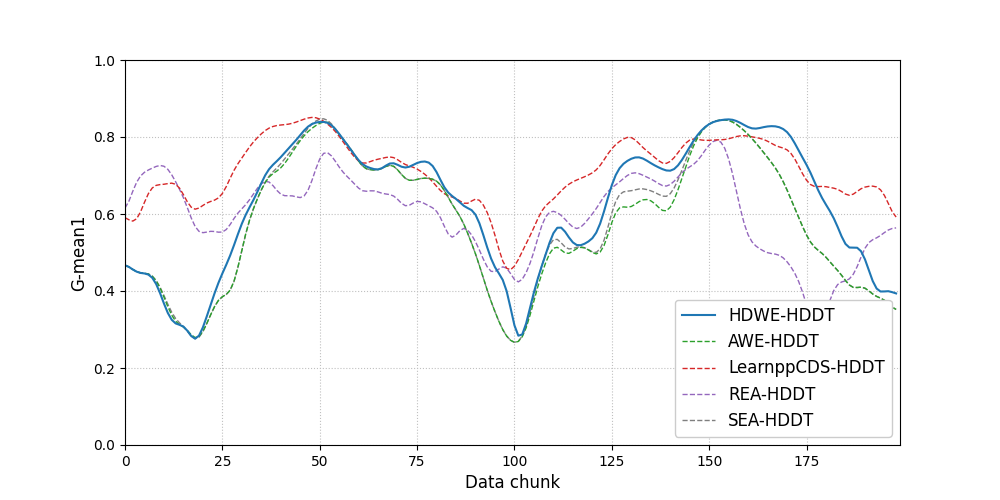 1.0
0.8
0.6
0.4
0.2
0.0
G-mean1
0 25 50 75 100 125 150 175
Data chunk
HDWE-HDDT
AWE-HDDT
LearnppCDS-HDDT
REA-HDDT
SEA-HDDT